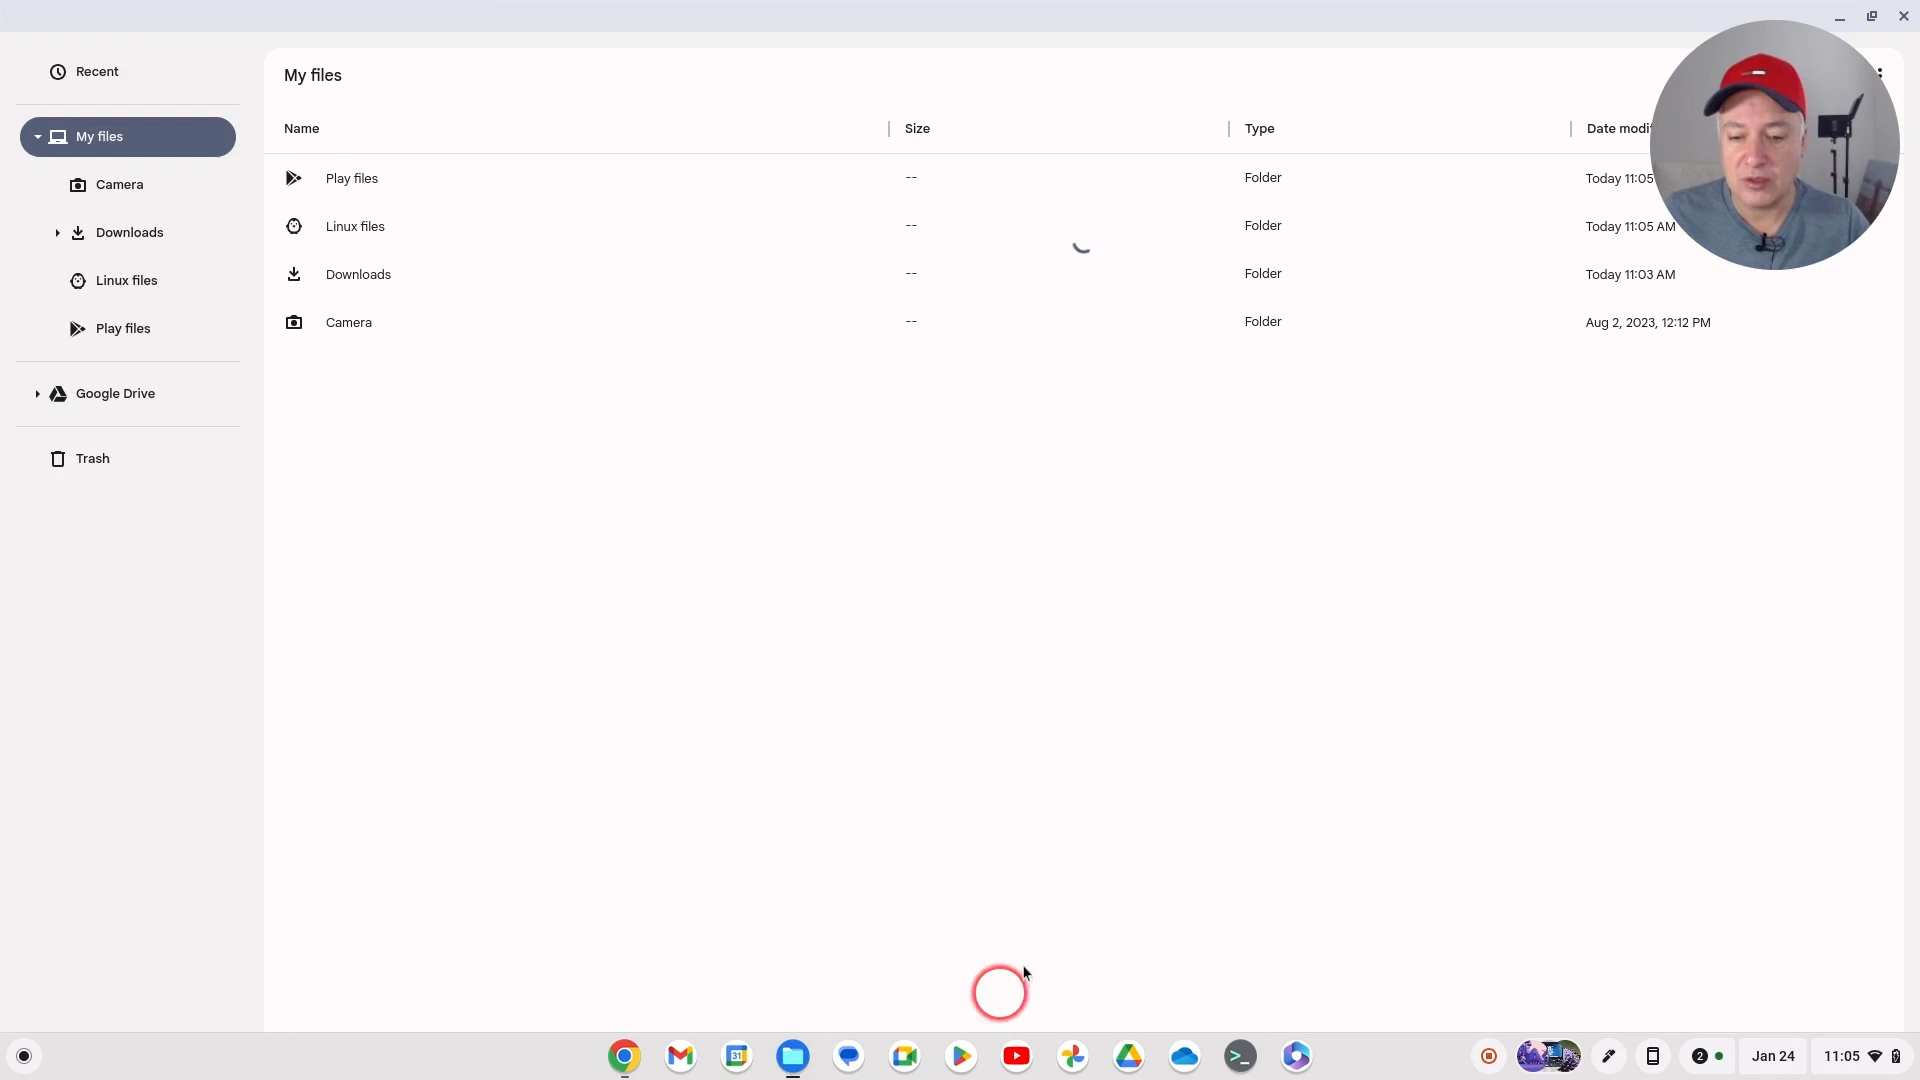 Recent
My files
Camera
Downloads
Linux files
Play files
Google Drive
Trash
My files
Name Size Type Date modi
Play files -- Folder Today 11:05
Linux files -- Folder Today 11:05 AM
Downloads -- Folder Today 11:03 AM
Camera -- Folder Aug 2, 2023, 12:12 PM
31 >_ 2 Jan 24 11:05